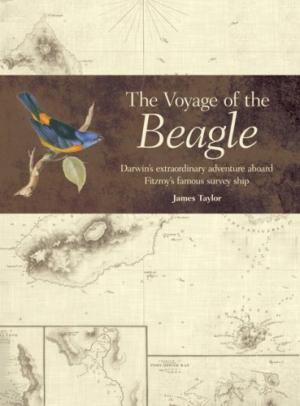 The Voyage of the
Beagle
Darwin's extraordinary adventure aboard
Fitzroy's famous survey ship
James Taylor